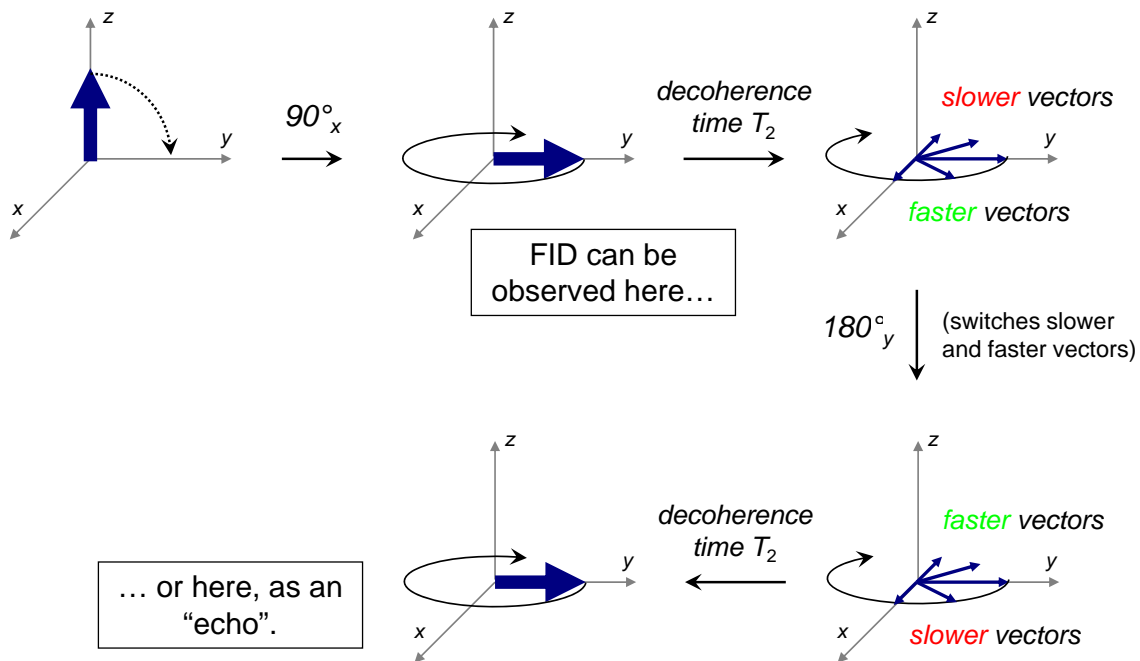 z
y
x
90°x
z
y
x
decoherence
time T2
z
slower vectors
y
x
faster vectors
FID can be
observed here…
180°y
(switches slower
and faster vectors)
z
y
x
decoherence
time T2
z
faster vectors
y
x
slower vectors
… or here, as an
“echo”.